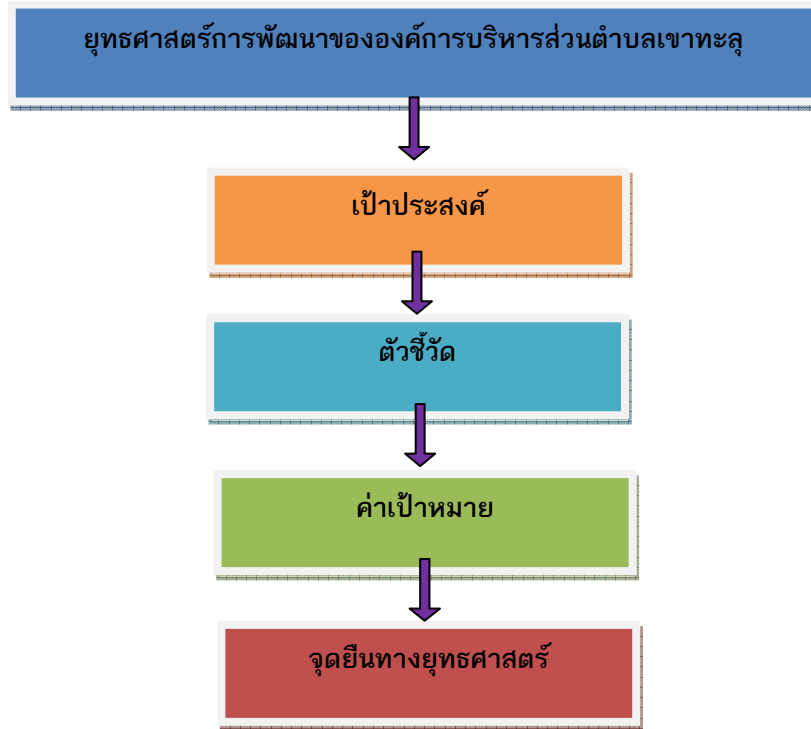 ยุทธศาสตร์การพัฒนาขององค์การบริหารส่วนตำบลเขาทะลุ
เป้าประสงค์
ตัวชี้วัด
ค่าเป้าหมาย
จุดยืนทางยุทธศาสตร์